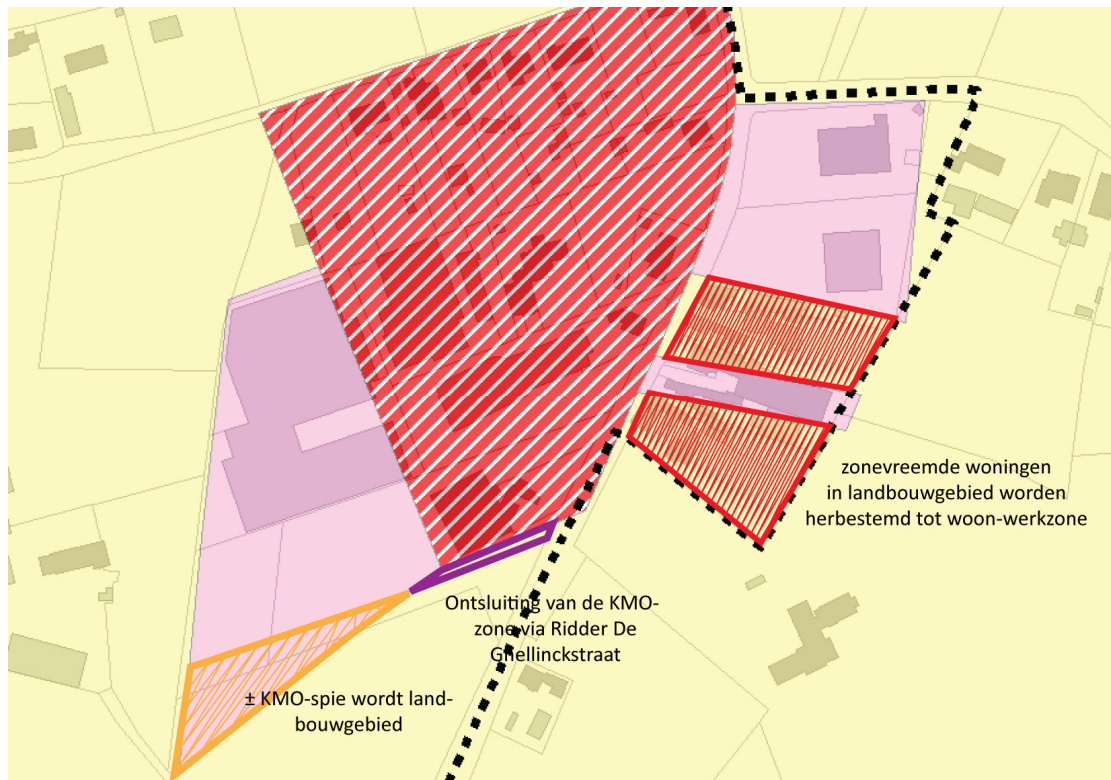 zonevreemde woningen
in landbouwgebied worden
herbestemd tot woon-werkzone
Ontsluiting van de KMO-
zone via Ridder De
Ghellinckstraat
± KMO-spie wordt land-
bouwgebied